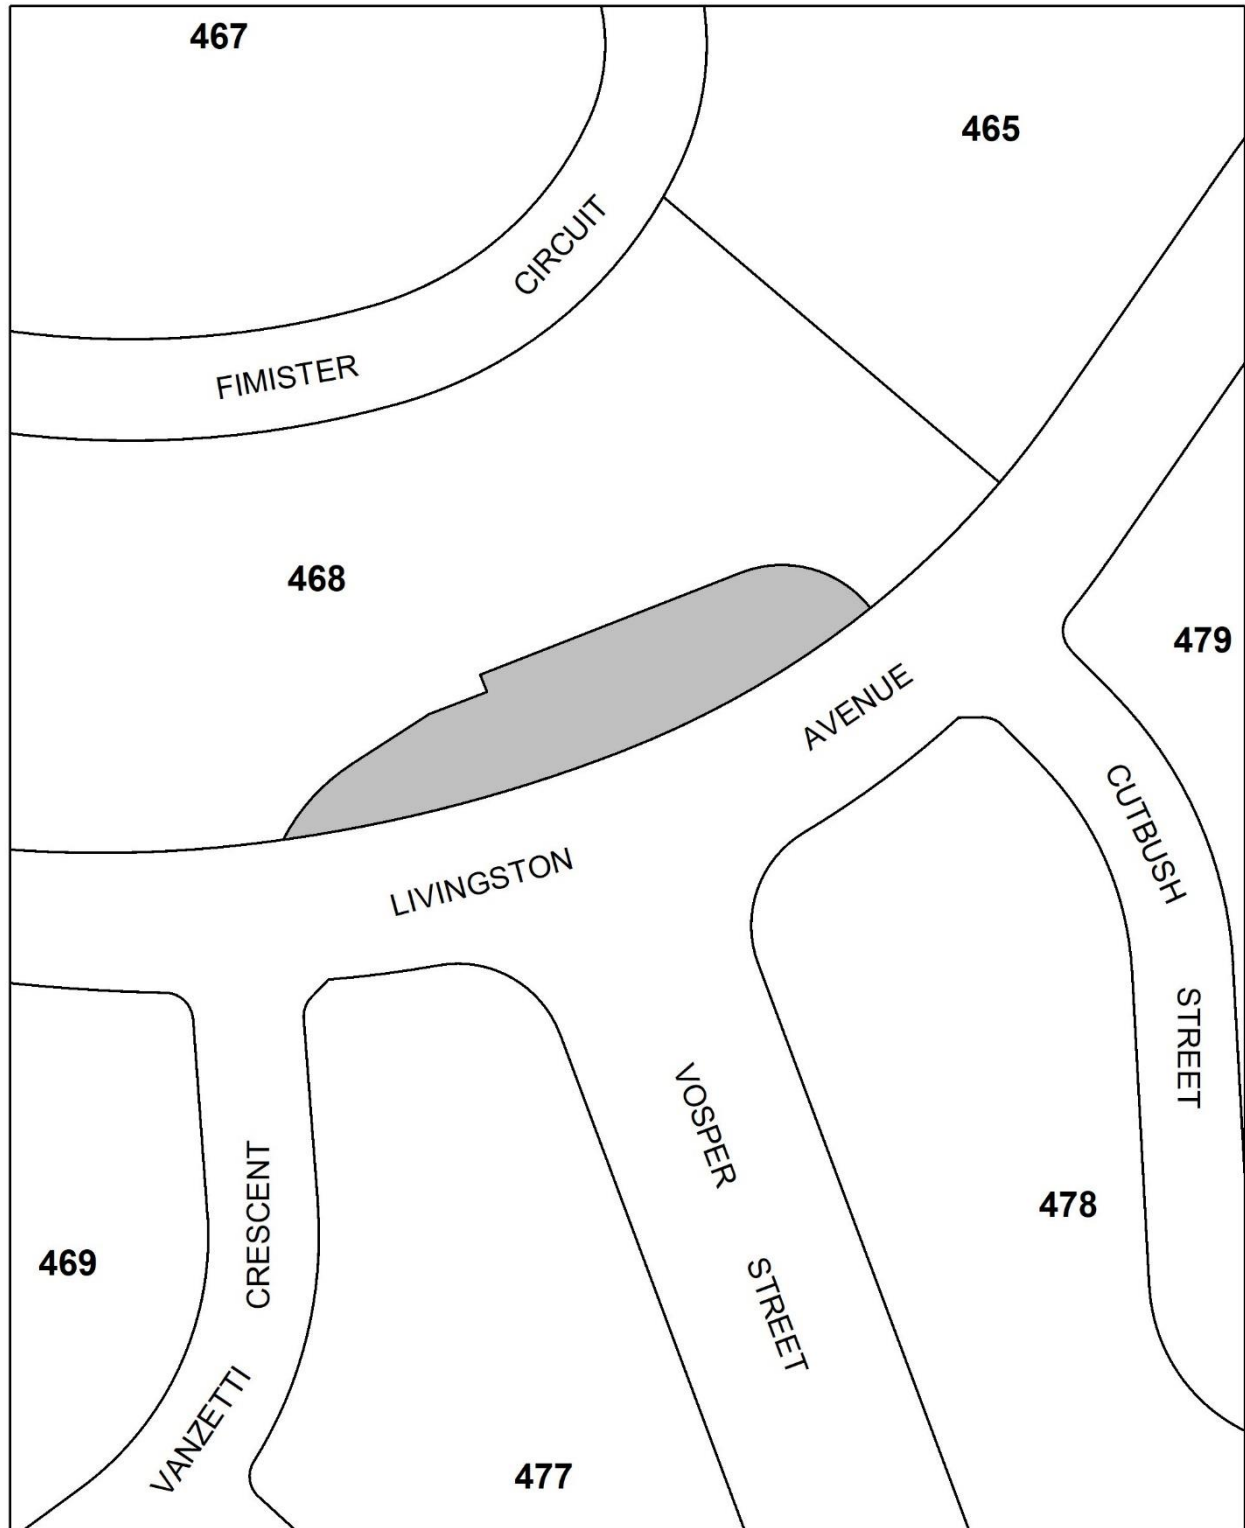 467
465
CIRCUIT
FIMISTER
468
479
AVENUE
CUTBUSH
LIVINGSTON
STREET
VOSPER
CRESCENT
478
469
STREET
VANZETTI
477